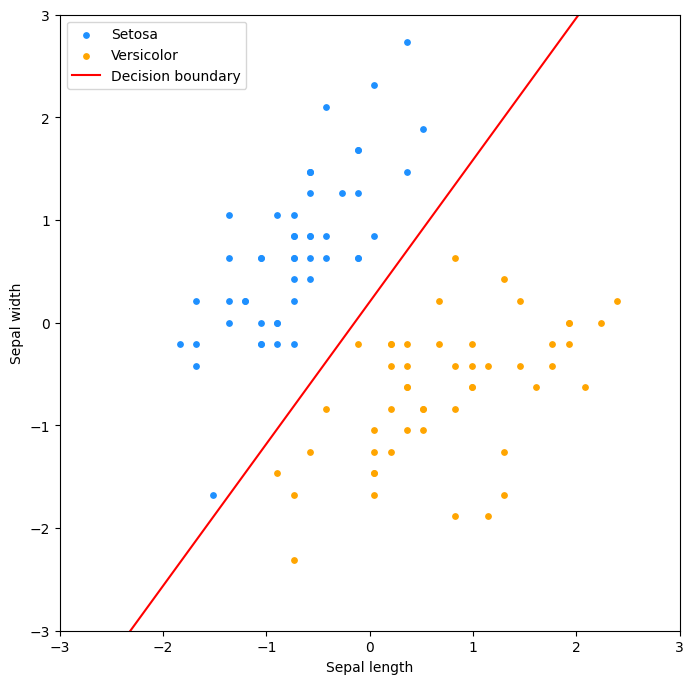 Setosa
Versicolor
Decision boundary
3
2
1
0
−1
−2
−3
Sepal width
−3 −2 −1 0 1 2 3
Sepal length